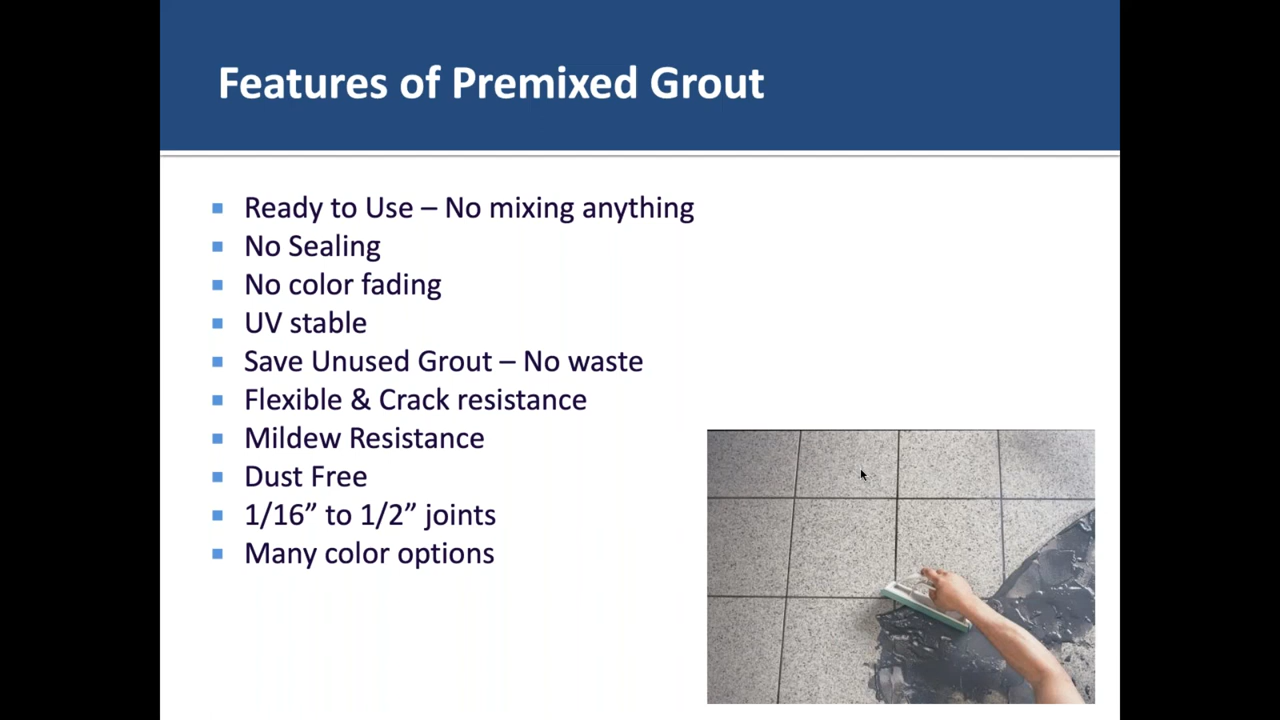 Features of Premixed Grout
Ready to Use – No mixing anything
No Sealing
No color fading
UV stable
Save Unused Grout – No waste
Flexible & Crack resistance
Mildew Resistance
Dust Free
1/16” to 1/2” joints
Many color options